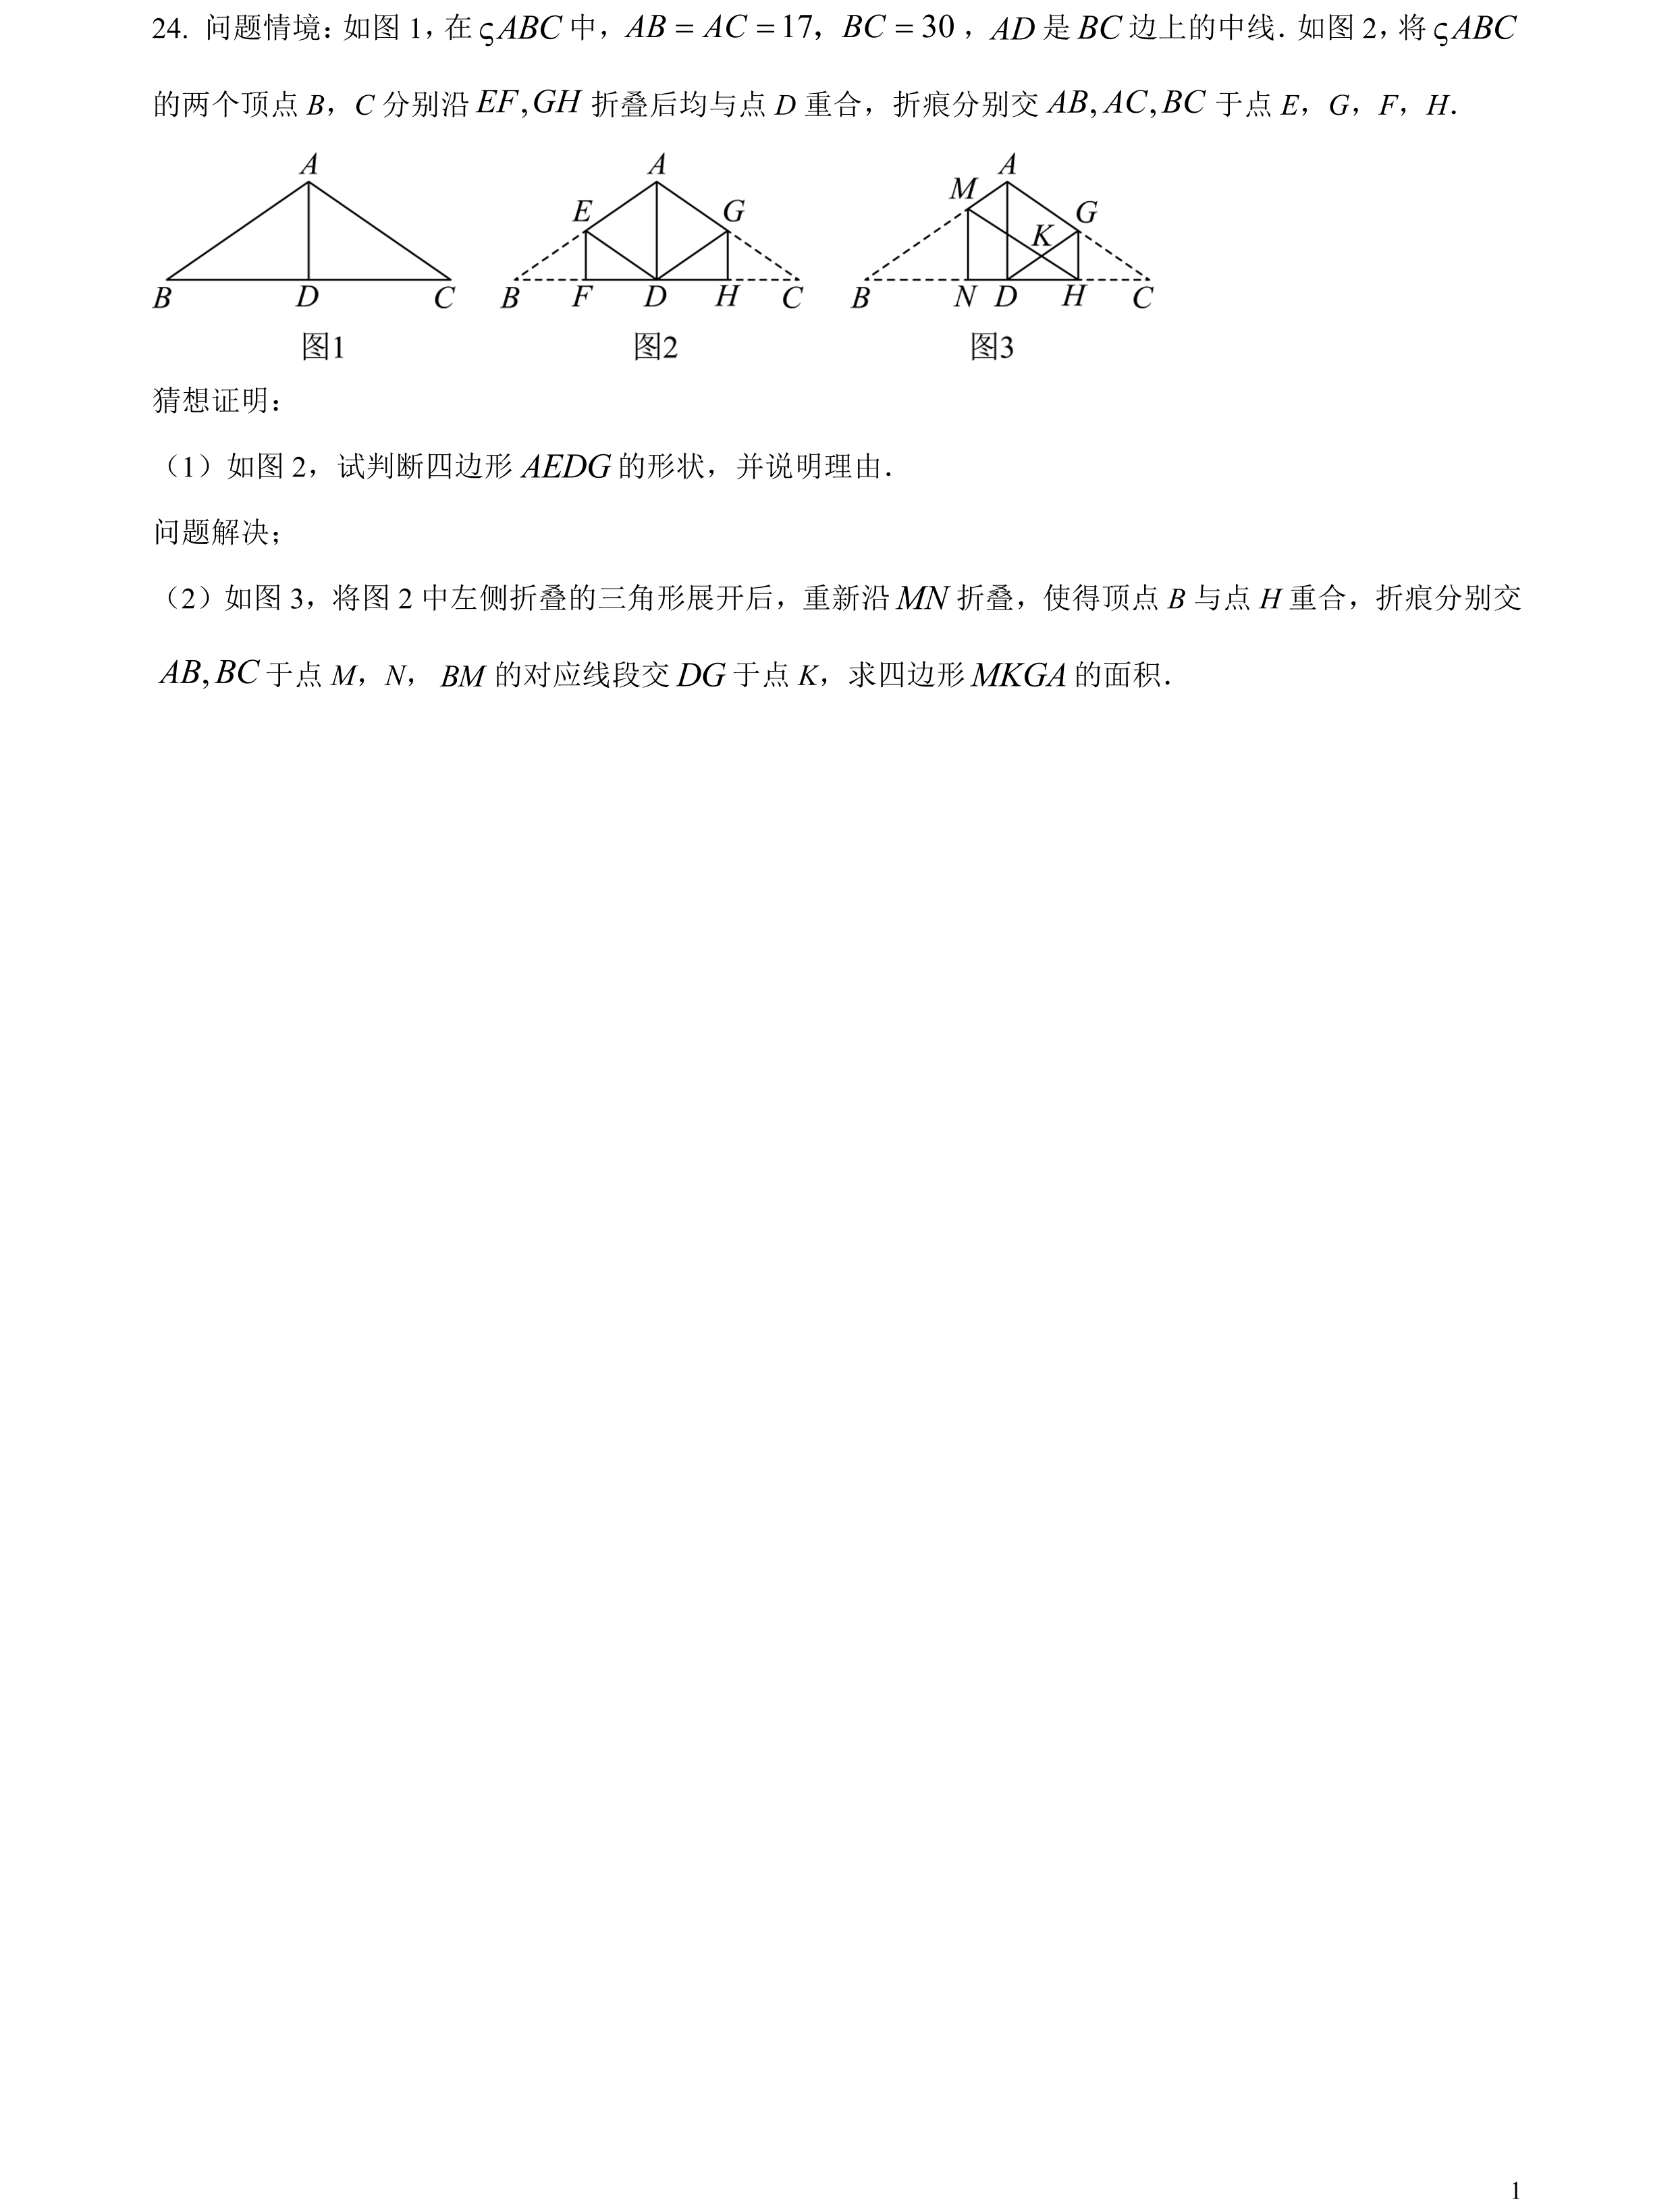 24. 问题情境：如图 1，在 ςABC 中，AB = AC = 17，BC = 30，AD 是 BC 边上的中线．如图 2，将 ςABC
的两个顶点 B，C 分别沿 EF,GH 折叠后均与点 D 重合，折痕分别交 AB, AC, BC 于点 E，G，F，H．
A A M A
E G K G
B D C B F D H C B N D H C
图1 图2 图3
猜想证明：
（1）如图 2，试判断四边形 AEDG 的形状，并说明理由．
问题解决；
（2）如图 3，将图 2 中左侧折叠的三角形展开后，重新沿 MN 折叠，使得顶点 B 与点 H 重合，折痕分别交
AB, BC 于点 M，N， BM 的对应线段交 DG 于点 K，求四边形 MKGA 的面积．
1